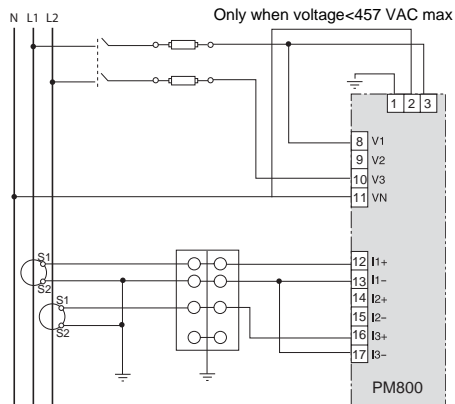 Only when voltage<457 VAC max
N L1 L2
1 2 3
8 V1
9 V2
10 V3
11 VN
S1
S2
S1
S2
12 I1+
13 I1–
14 I2+
15 I2–
16 I3+
17 I3–
PM800